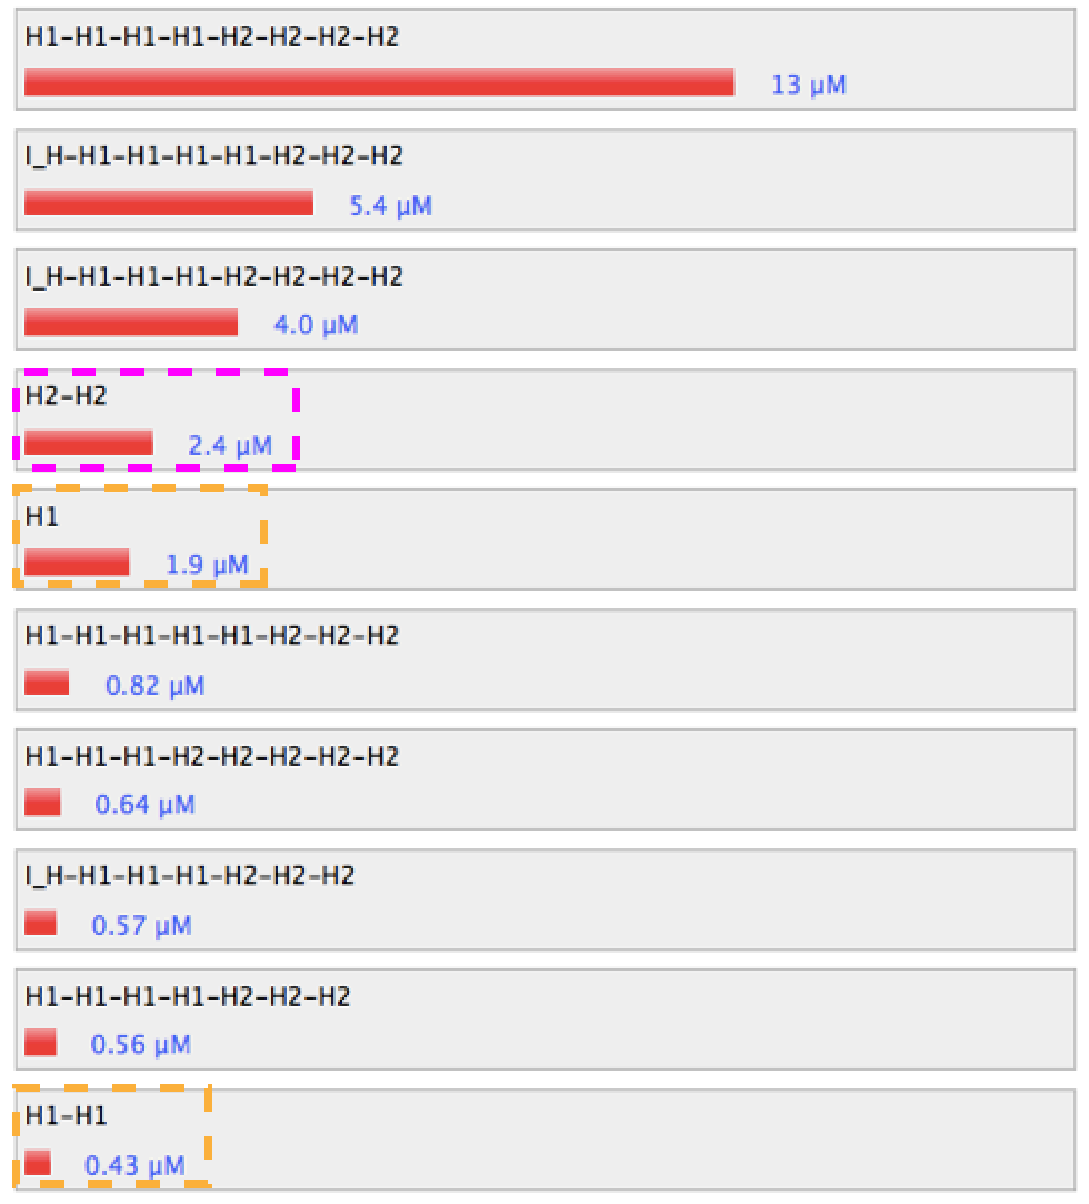 H1-H1-H1-H1-H2-H2-H2-H2
13 μM
I_H-H1-H1-H1-H1-H2-H2-H2
5.4 μM
I_H-H1-H1-H1-H2-H2-H2-H2
4.0 μM
H2-H2
2.4 μM
H1
1.9 μM
H1-H1-H1-H1-H1-H2-H2-H2
0.82 μM
H1-H1-H1-H2-H2-H2-H2-H2
0.64 μM
I_H-H1-H1-H1-H2-H2-H2
0.57 μM
H1-H1-H1-H1-H2-H2-H2
0.56 μM
H1-H1
0.43 μM